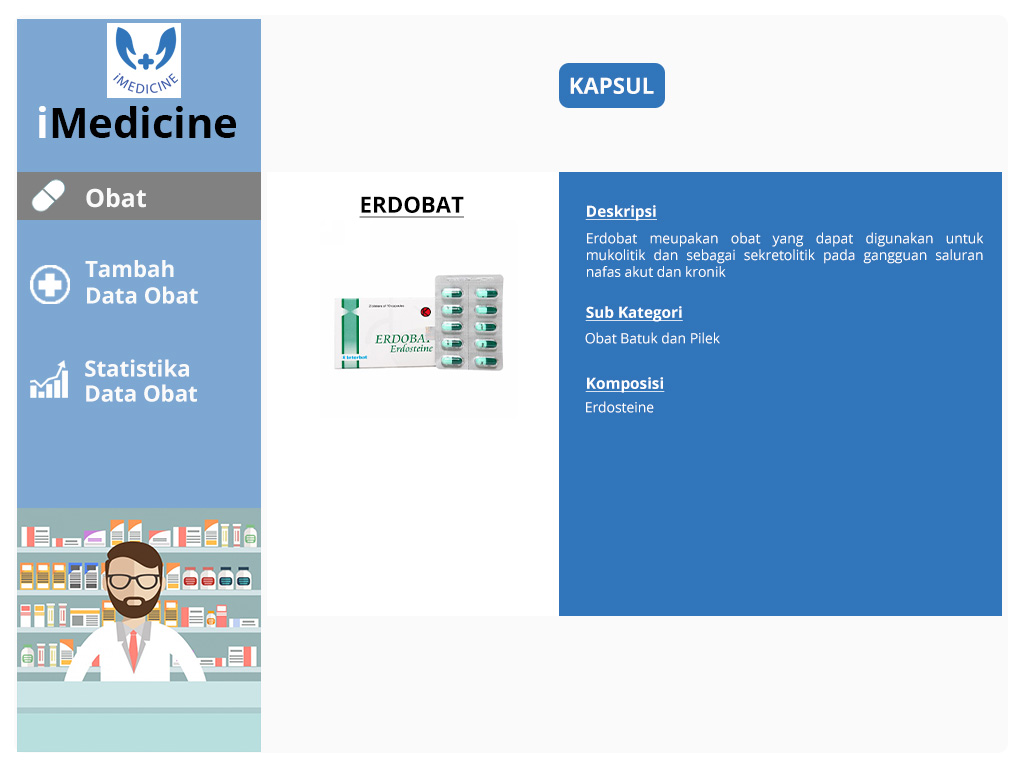 iMEDICINE
iMedicine
KAPSUL
Obat
Tambah
Data Obat
Statistika
Data Obat
ERDOBAT
ERDOBAT
Erdosteine
Deskripsi
Erdobat meupakan obat yang dapat digunakan untuk
mukolitik dan sebagai sekretolitik pada gangguan saluran
nafas akut dan kronik
Sub Kategori
Obat Batuk dan Pilek
Komposisi
Erdosteine